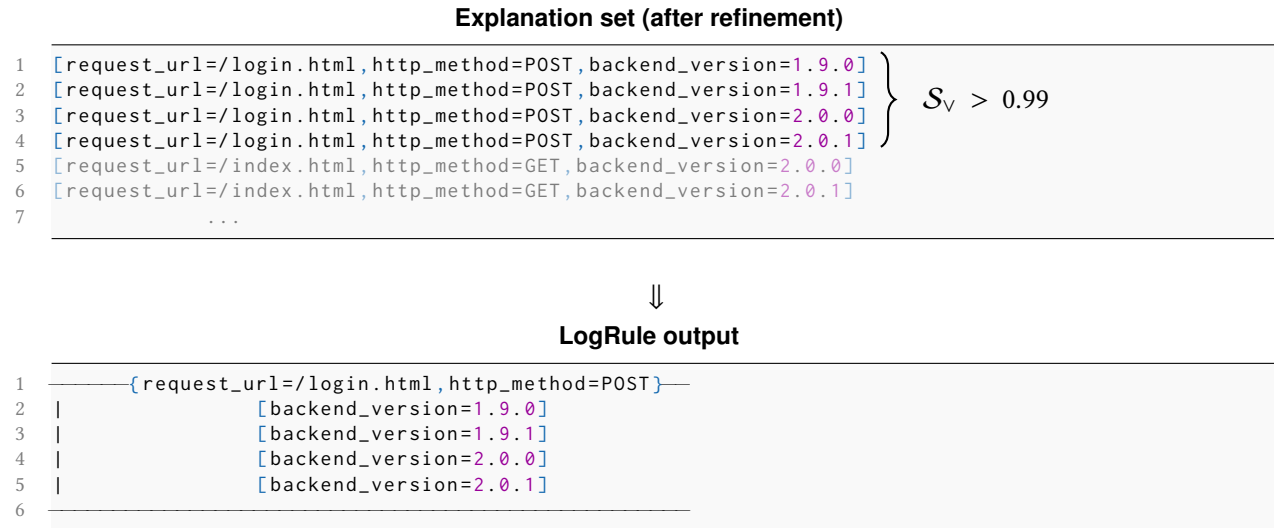 Explanation set (after refinement)
1 [request_url=/login.html,http_method=POST,backend_version=1.9.0]
2 [request_url=/login.html,http_method=POST,backend_version=1.9.1]
3 [request_url=/login.html,http_method=POST,backend_version=2.0.0]
4 [request_url=/login.html,http_method=POST,backend_version=2.0.1]
S∨ > 0.99
5 [request_url=/index.html,http_method=GET,backend_version=2.0.0]
6 [request_url=/index.html,http_method=GET,backend_version=2.0.1]
7 ...
⇓
LogRule output
1 ——————{request_url=/login.html,http_method=POST}——
2 | [backend_version=1.9.0]
3 | [backend_version=1.9.1]
4 | [backend_version=2.0.0]
5 | [backend_version=2.0.1]
6 ————————————————————————